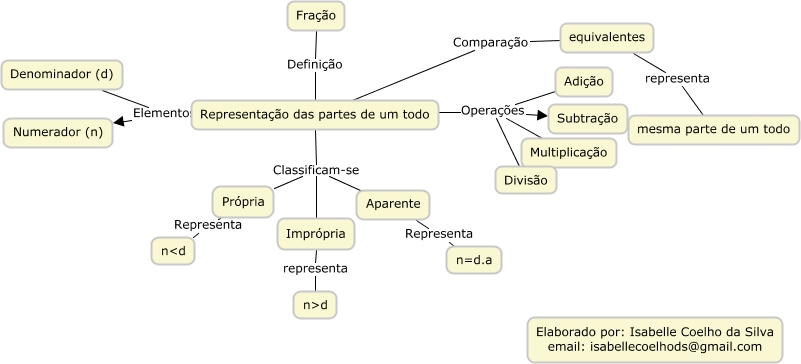 Fração
Definição
Comparação
equivalentes
representa
mesma parte de um todo
Denominador (d)
Elementos
Numerador (n)
Representação das partes de um todo
Operações
Adição
Subtração
Multiplicação
Divisão
Classificam-se
Própria
Representa
n<d
Imprópria
representa
n>d
Aparente
Representa
n=d.a
Elaborado por: Isabelle Coelho da Silva
email: isabellecoelhods@gmail.com